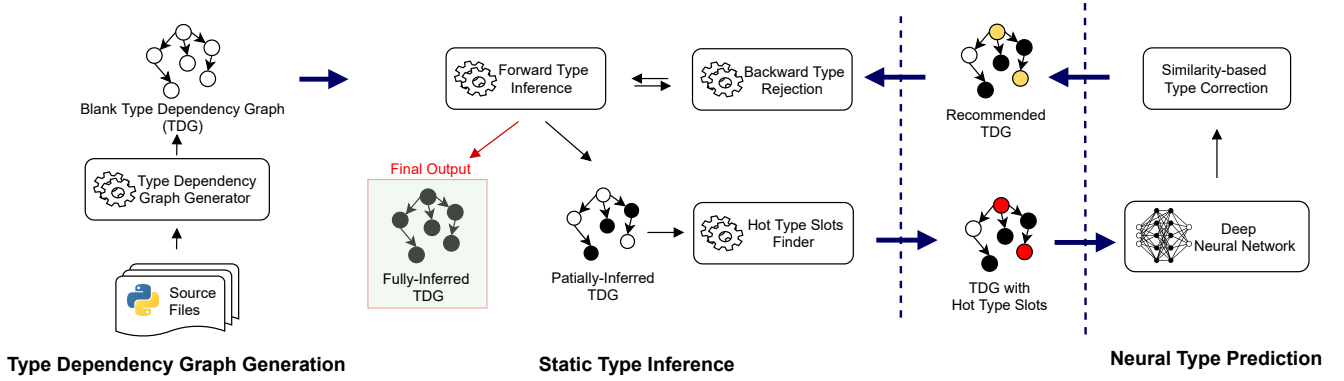 Blank Type Dependency Graph
(TDG)
Type Dependency
Graph Generator
Source
Files
Type Dependency Graph Generation
Forward Type
Inference
Backward Type
Rejection
Final Output
Fully-Inferred
TDG
Patially-Inferred
TDG
Hot Type Slots
Finder
Static Type Inference
Recommended
TDG
TDG with
Hot Type Slots
Similarity-based
Type Correction
Deep
Neural Network
Neural Type Prediction